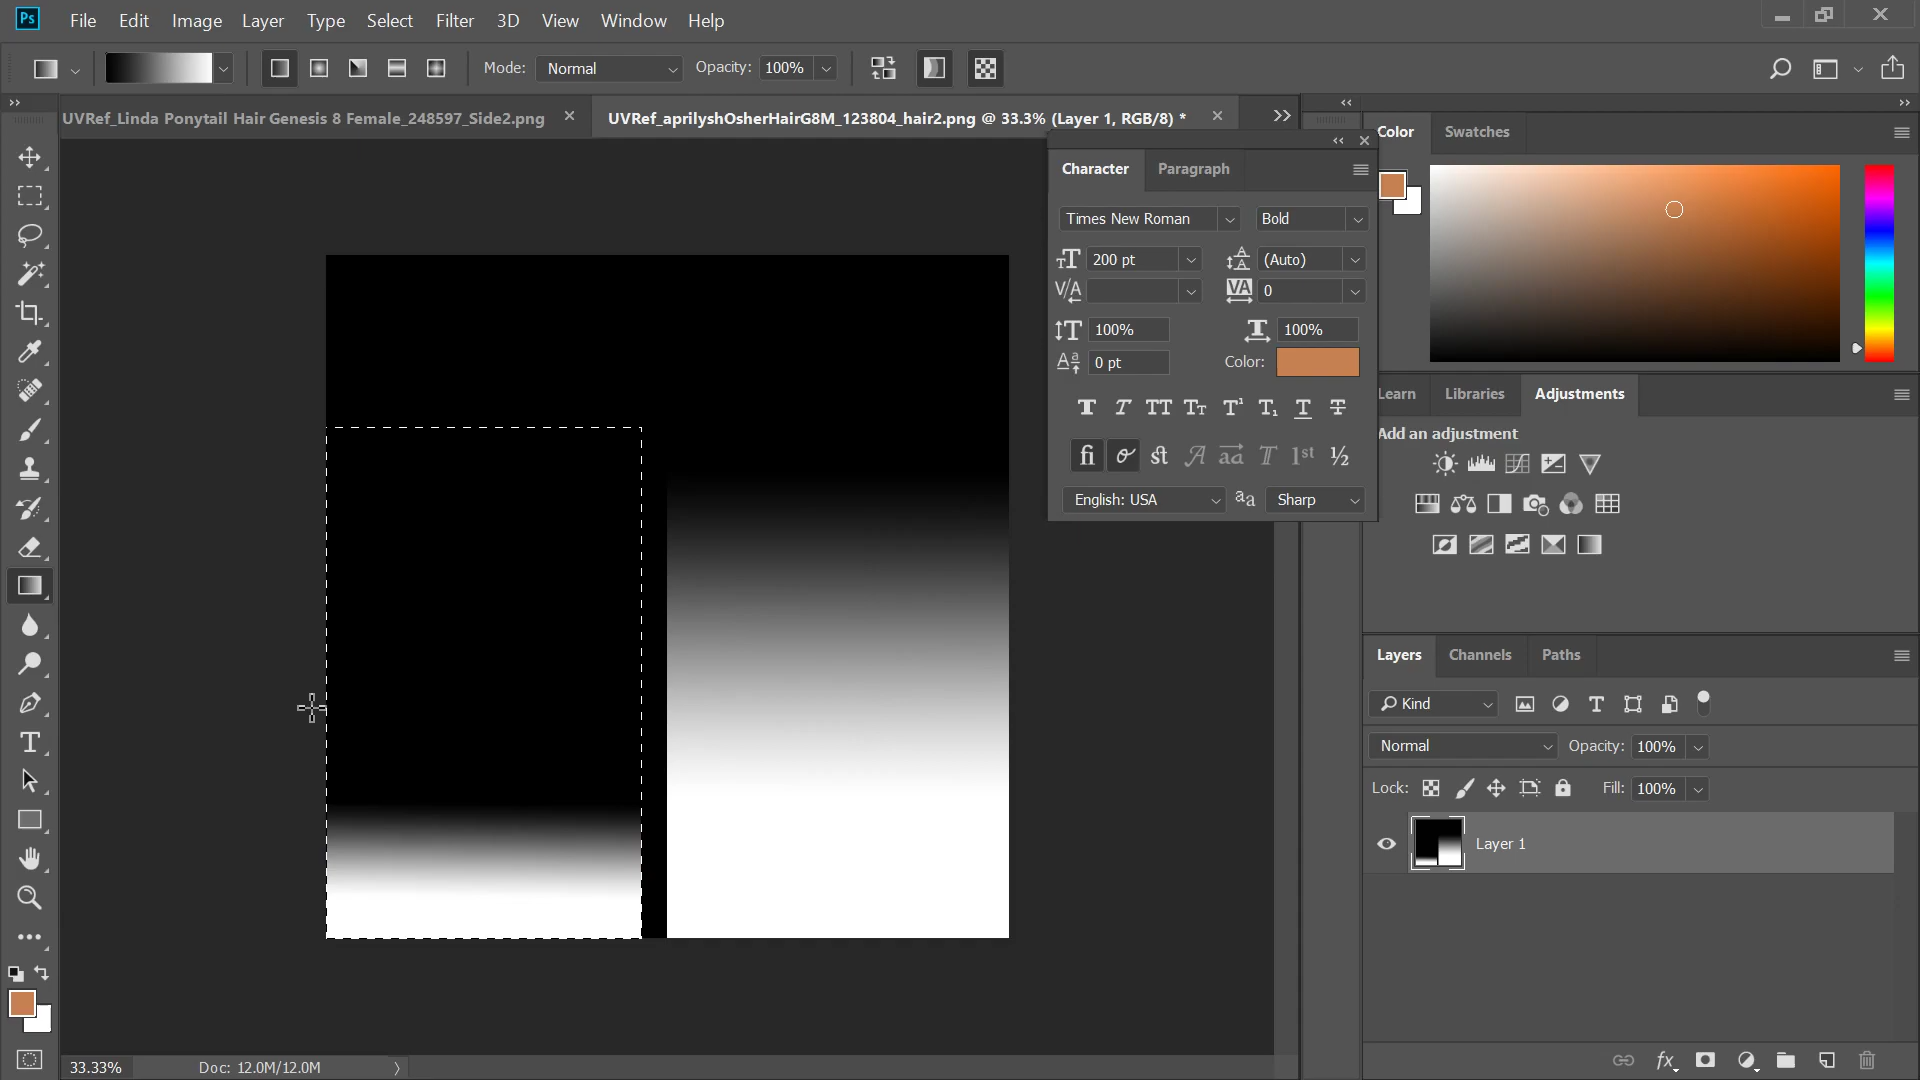 Ps File Edit Image Layer Type Select Filter 3D View Window Help
Mode: Normal Opacity: 100%
UVRef_Linda Ponytail Hair Genesis 8 Female_248597_Side2.png UVRef_aprilyshOsherHairG8M_123804_hair2.png @ 33.3% (Layer 1, RGB/8) *
Color Swatches
Character Paragraph
Times New Roman Bold
200 pt (Auto)
0
100% 100%
0 pt Color:
English: USA Sharp
Learn Libraries Adjustments
Add an adjustment
Layers Channels Paths
Kind
Normal Opacity: 100%
Lock: Fill: 100%
Layer 1
33.33% Doc: 12.0M/12.0M